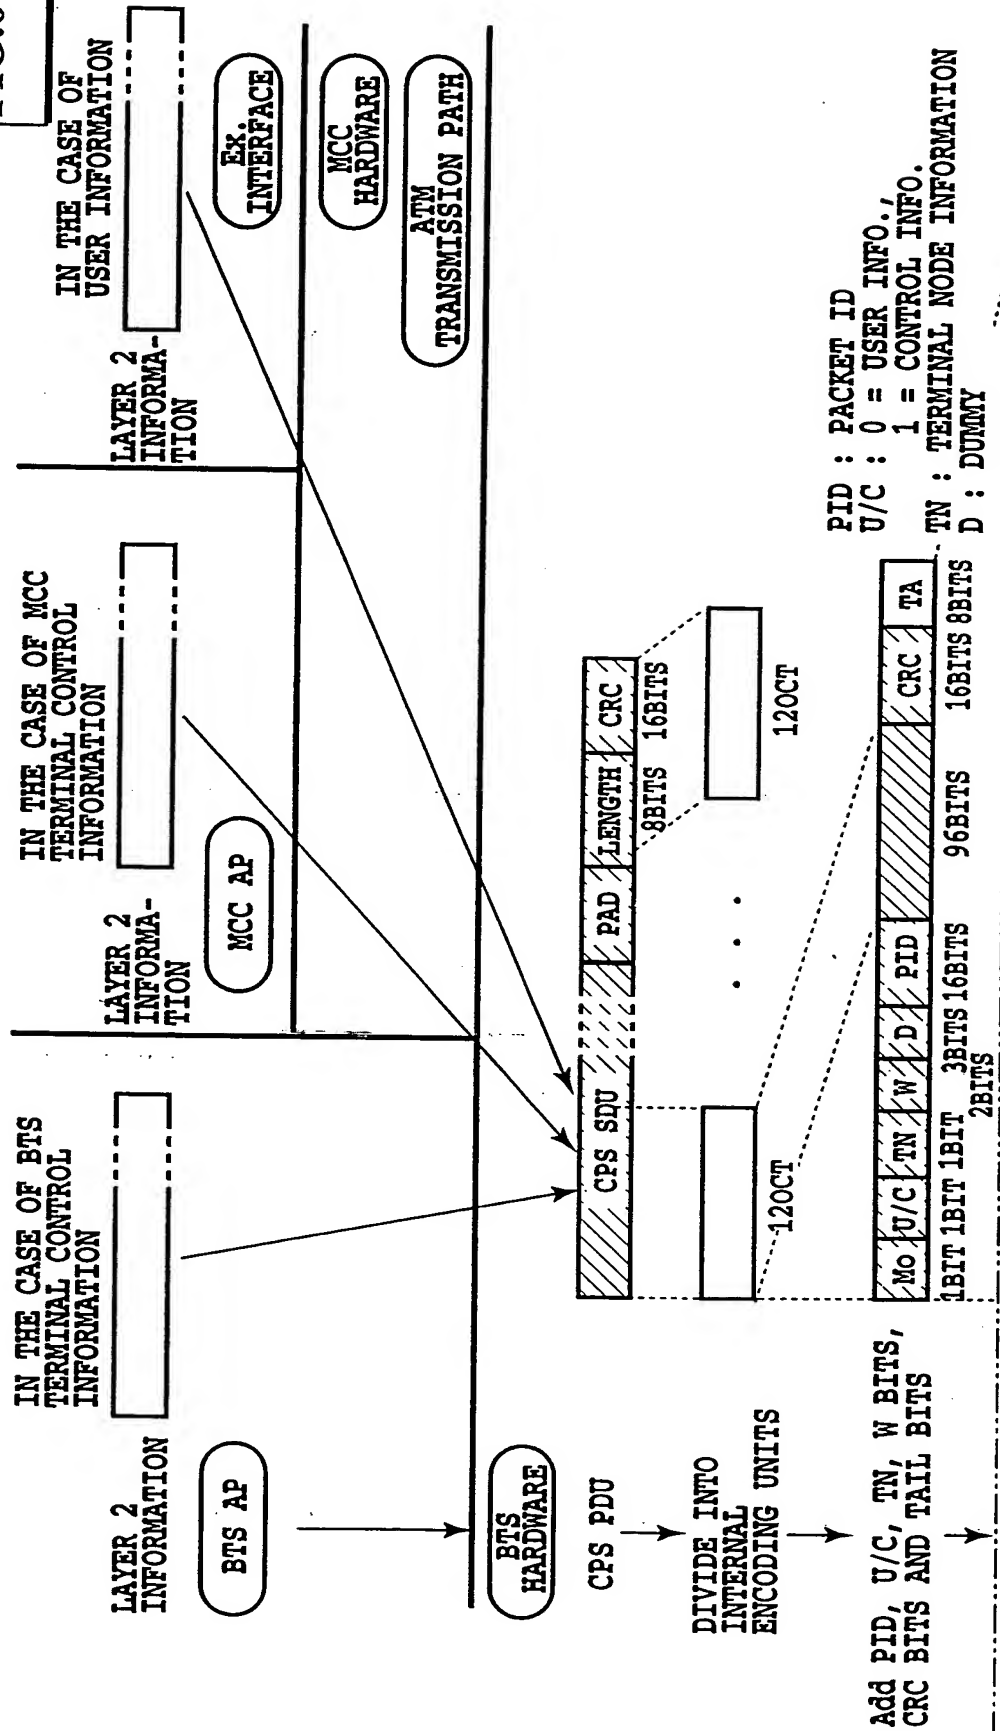 IN THE CASE OF BTS
TERMINAL CONTROL
INFORMATION
LAYER 2
INFORMATION
BTS AP
IN THE CASE OF MCC
TERMINAL CONTROL
INFORMATION
LAYER 2
INFORMA-
TION
MCC AP
IN THE CASE OF
USER INFORMATION
LAYER 2
INFORMA-
TION
Ex.
INTERFACE
MCC
HARDWARE
ATM
TRANSMISSION PATH
BTS
HARDWARE
CPS PDU
CPS SDU
PAD
LENGTH
CRC
8BITS
16BITS
DIVIDE INTO
INTERNAL
ENCODING UNITS
12OCT
. . .
12OCT
Add PID, U/C, TN, W BITS,
CRC BITS AND TAIL BITS
Mo U/C TN W D PID CRC TA
1BIT 1BIT 1BIT 2BITS 3BITS 16BITS 96BITS 16BITS 8BITS
PID : PACKET ID
U/C : 0 = USER INFO.,
1 = CONTROL INFO.
TN : TERMINAL NODE INFORMATION
D : DUMMY